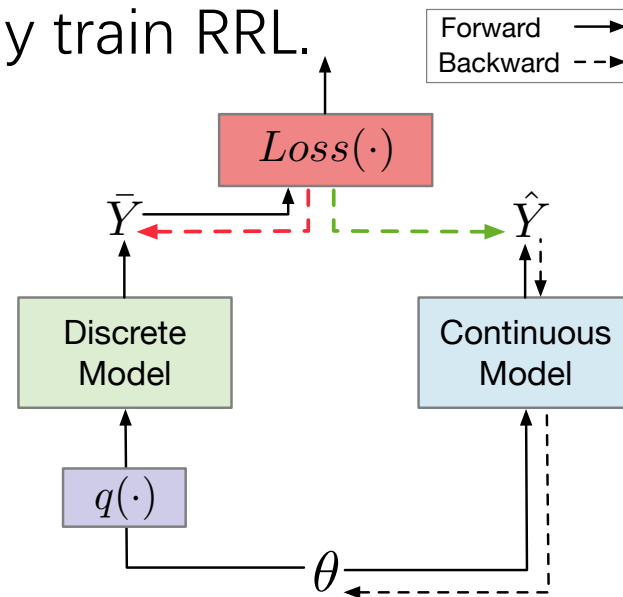 y train RRL.
Forward
Backward
Loss(·)
Ȳ
Ŷ
Discrete
Model
Continuous
Model
q(·)
θ